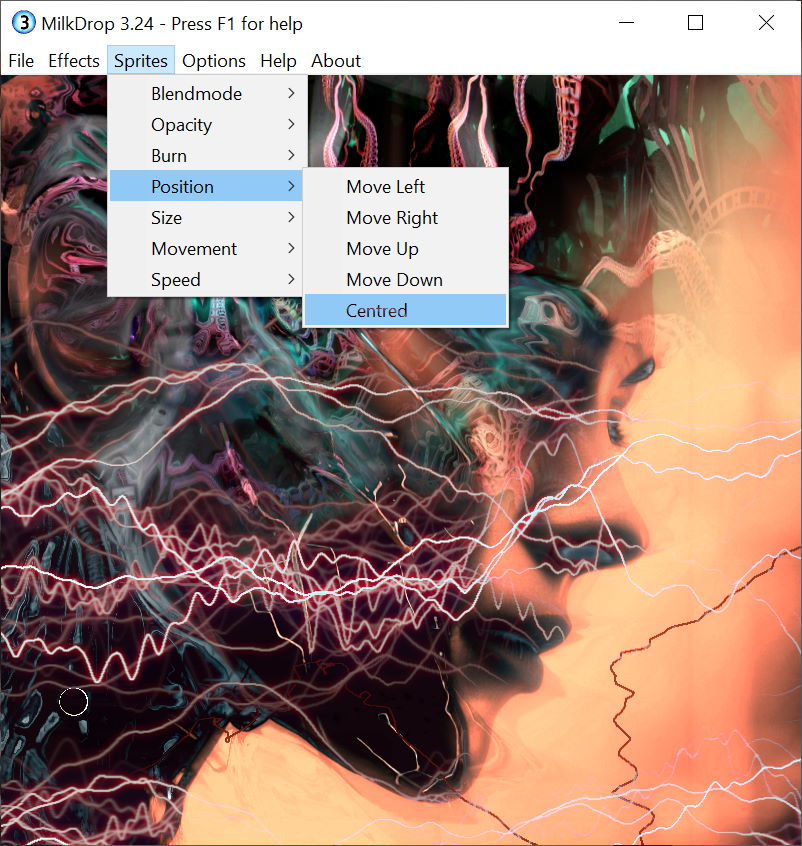 3 MilkDrop 3.24 - Press F1 for help
File Effects Sprites Options Help About
Blendmode
Opacity
Burn
Position
Size
Movement
Speed
Move Left
Move Right
Move Up
Move Down
Centred